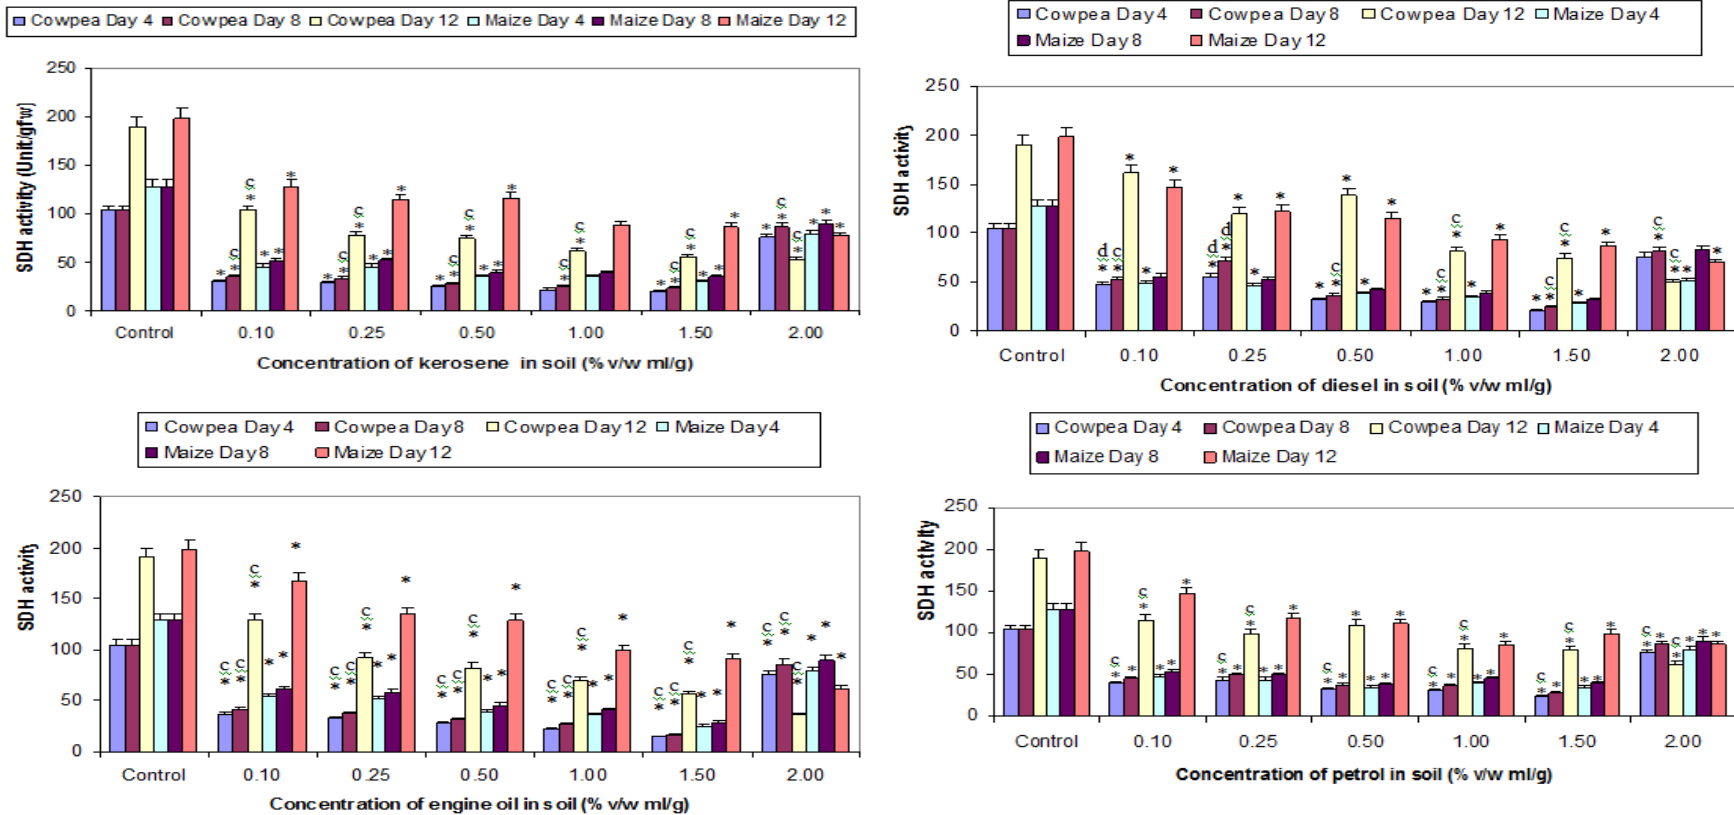 Cowpea Day 4 Cowpea Day 8 Cowpea Day 12 Maize Day 4 Maize Day 8 Maize Day 12
SDH activity (Unit/gfw)
250
200
150
100
50
0
c * c * * * * *
* c * c * * * *
* c * c * * * *
c * c *
* c * c * * * *
* c * c * * * *
Control 0.10 0.25 0.50 1.00 1.50 2.00
Concentration of kerosene in soil (% v/w ml/g)
Cowpea Day 4 Cowpea Day 8 Cowpea Day 12 Maize Day 4
Maize Day 8 Maize Day 12
SDH activity
250
200
150
100
50
0
d * c * * * *
d * d * * * *
* c * * * *
* c * c * * *
* c * c * * *
c * c * * *
Control 0.10 0.25 0.50 1.00 1.50 2.00
Concentration of diesel in soil (% v/w ml/g)
Cowpea Day 4 Cowpea Day 8 Cowpea Day 12 Maize Day 4
Maize Day 8 Maize Day 12
SDH activity
250
200
150
100
50
0
c * c * c * * * *
c * c * c * * * *
c * c * c * * * *
c * c * c * * * *
c * c * c * * * *
c * c * c * * * *
Control 0.10 0.25 0.50 1.00 1.50 2.00
Concentration of engine oil in soil (% v/w ml/g)
Cowpea Day 4 Cowpea Day 8 Cowpea Day 12 Maize Day 4
Maize Day 8 Maize Day 12
SDH activity
250
200
150
100
50
0
c * * c * * * *
c * * c * * * *
c * * * * * *
c * * c * * * *
c * * c * * * *
c * * c * * * *
Control 0.10 0.25 0.50 1.00 1.50 2.00
Concentration of petrol in soil (% v/w ml/g)